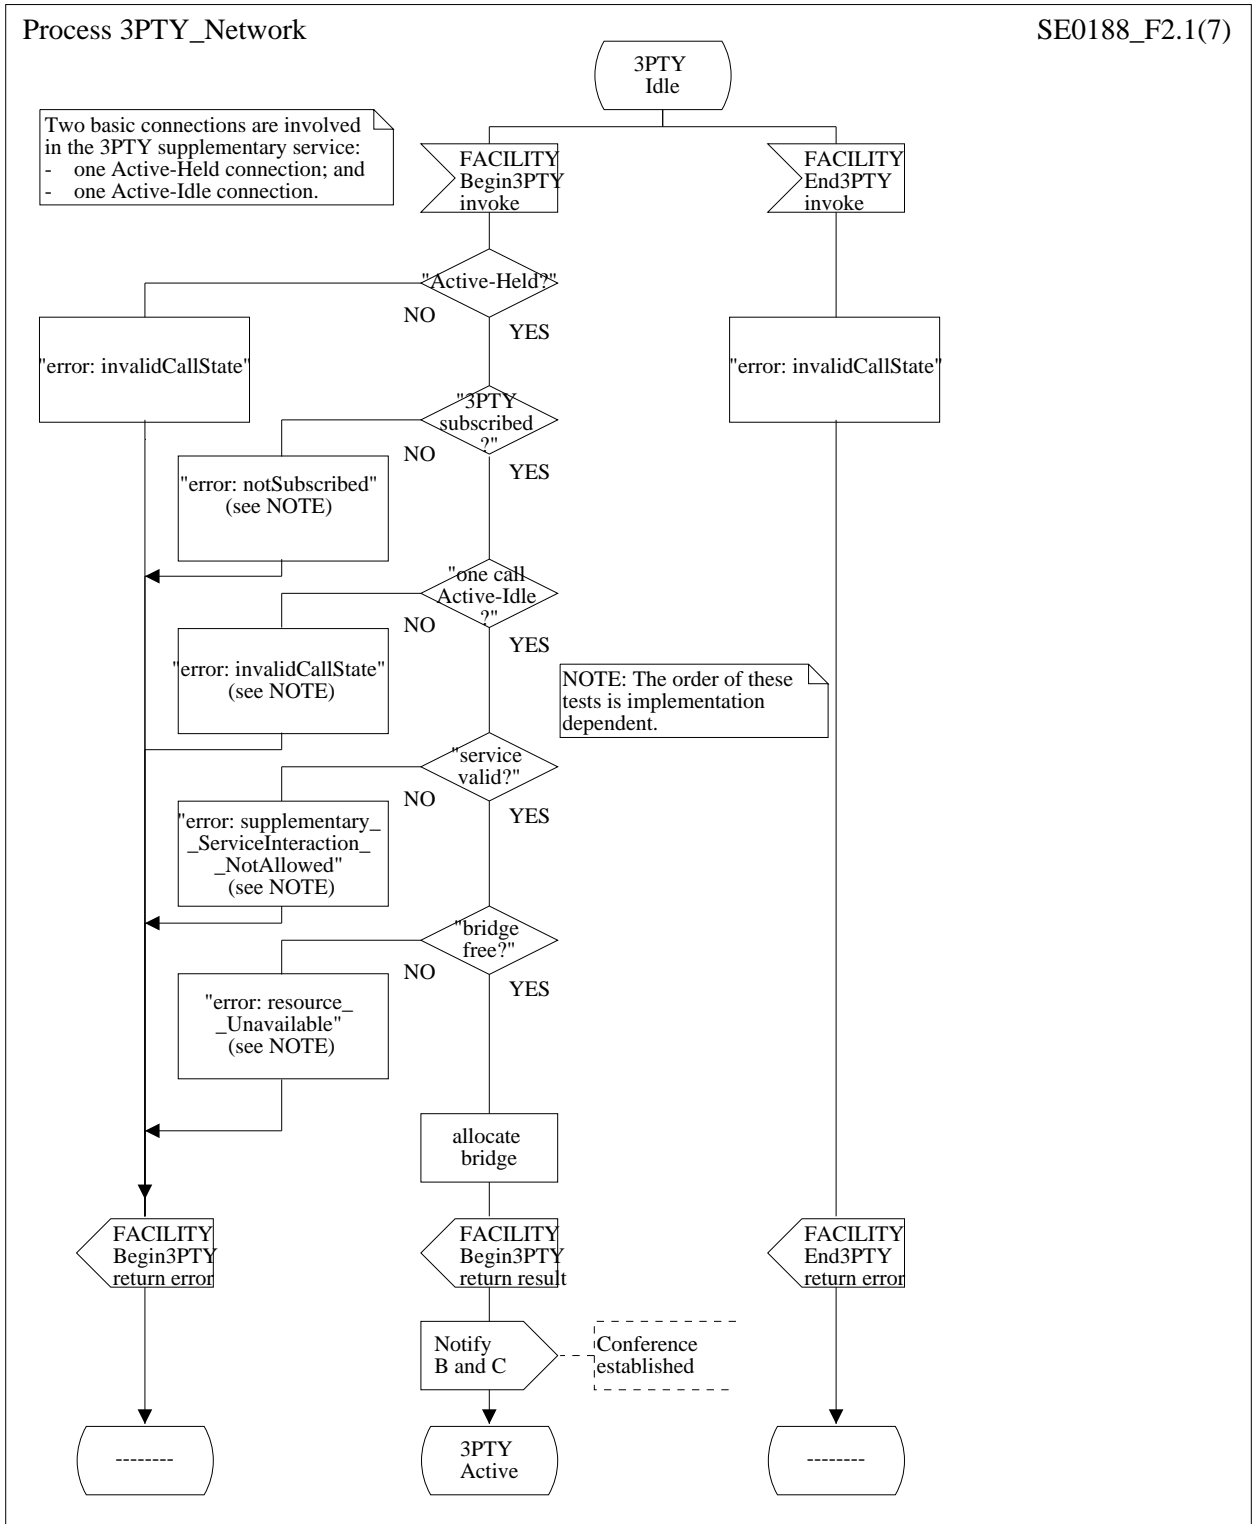 Process 3PTY_Network
SE0188_F2.1(7)
3PTY
Idle
Two basic connections are involved
in the 3PTY supplementary service:
- one Active-Held connection; and
- one Active-Idle connection.
FACILITY
Begin3PTY
invoke
FACILITY
End3PTY
invoke
"Active-Held?"
NO
YES
"error: invalidCallState"
"error: invalidCallState"
"3PTY
subscribed
?"
NO
YES
"error: notSubscribed"
(see NOTE)
"one call
Active-Idle
?"
NO
YES
"error: invalidCallState"
(see NOTE)
NOTE: The order of these
tests is implementation
dependent.
"service
valid?"
NO
YES
"error: supplementary_
_ServiceInteraction_
_NotAllowed"
(see NOTE)
"bridge
free?"
NO
YES
"error: resource_
_Unavailable"
(see NOTE)
allocate
bridge
FACILITY
Begin3PTY
return error
FACILITY
Begin3PTY
return result
FACILITY
End3PTY
return error
Notify
B and C
Conference
established
--------
3PTY
Active
--------